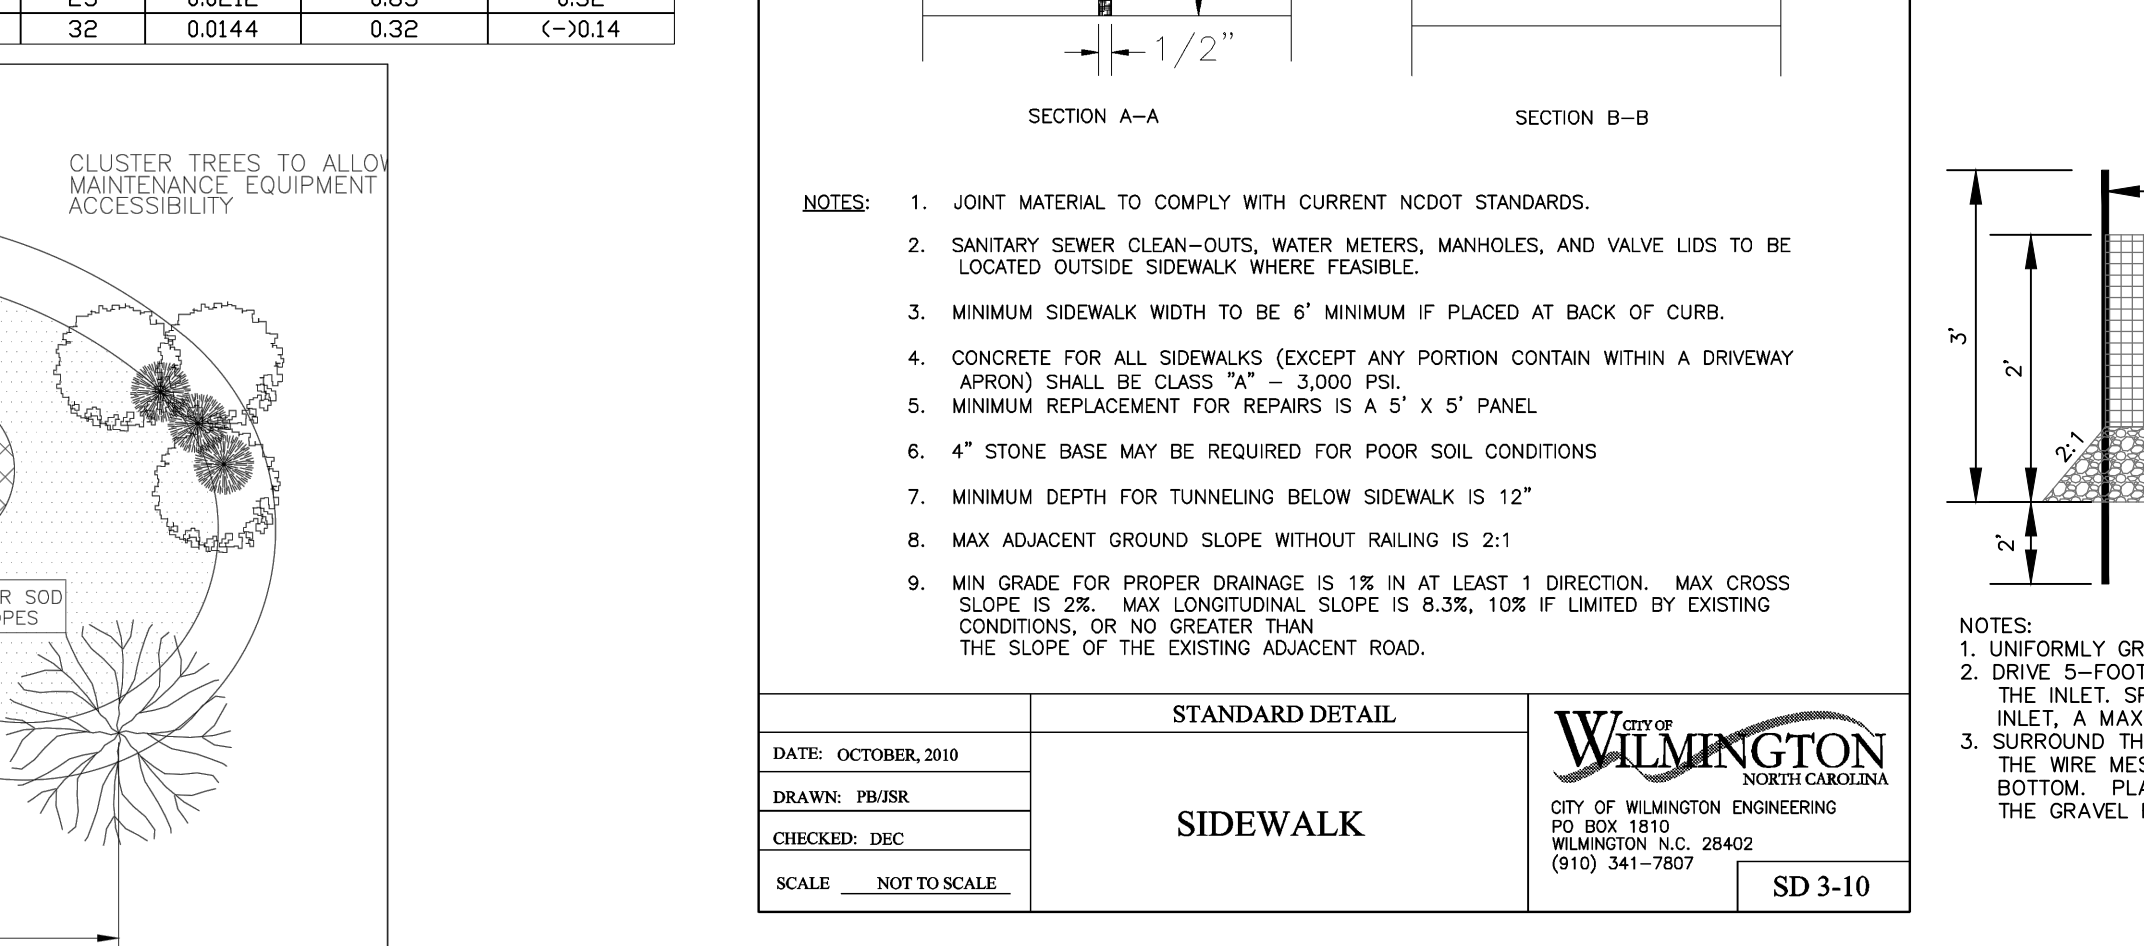 32 0.0144 0.32 (-)0.14
CLUSTER TREES TO
MAINTENANCE EQUIPMENT
ACCESSIBILITY
SOD
1/2"
SECTION A-A
SECTION B-B
NOTES:
1. JOINT MATERIAL TO COMPLY WITH CURRENT NCDOT STANDARDS.
2. SANITARY SEWER CLEAN-OUTS, WATER METERS, MANHOLES, AND VALVE LIDS TO BE
LOCATED OUTSIDE SIDEWALK WHERE FEASIBLE.
3. MINIMUM SIDEWALK WIDTH TO BE 6' MINIMUM IF PLACED AT BACK OF CURB.
4. CONCRETE FOR ALL SIDEWALKS (EXCEPT ANY PORTION CONTAIN WITHIN A DRIVEWAY
APRON) SHALL BE CLASS "A" - 3,000 PSI.
5. MINIMUM REPLACEMENT FOR REPAIRS IS A 5' X 5' PANEL
6. 4" STONE BASE MAY BE REQUIRED FOR POOR SOIL CONDITIONS
7. MINIMUM DEPTH FOR TUNNELING BELOW SIDEWALK IS 12"
8. MAX ADJACENT GROUND SLOPE WITHOUT RAILING IS 2:1
9. MIN GRADE FOR PROPER DRAINAGE IS 1% IN AT LEAST 1 DIRECTION. MAX CROSS
SLOPE IS 2%. MAX LONGITUDINAL SLOPE IS 8.3%, 10% IF LIMITED BY EXISTING
CONDITIONS, OR NO GREATER THAN
THE SLOPE OF THE EXISTING ADJACENT ROAD.
STANDARD DETAIL
DATE: OCTOBER, 2010
DRAWN: PB/JSR
CHECKED: DEC
SCALE NOT TO SCALE
SIDEWALK
CITY OF
WILMINGTON
NORTH CAROLINA
CITY OF WILMINGTON ENGINEERING
PO BOX 1810
WILMINGTON N.C. 28402
(910) 341-7807
SD 3-10
3'
2'
2:1
2'
NOTES:
1. UNIFORMLY
2. DRIVE 5-FOOT
THE INLET.
INLET, A MAX
3. SURROUND
THE WIRE
BOTTOM.
THE GRAVEL